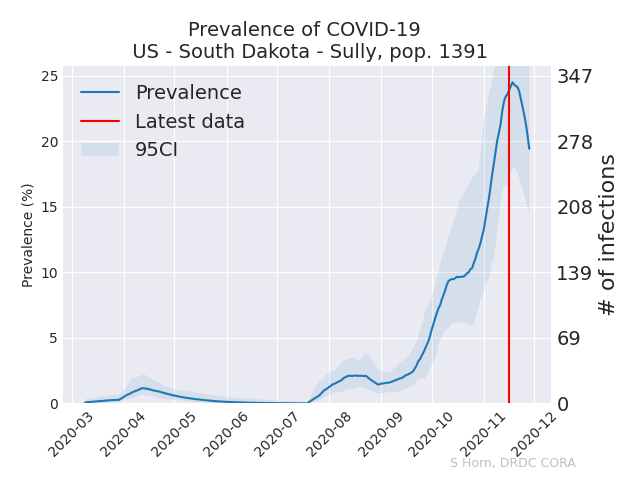 Prevalence of COVID-19
US - South Dakota - Sully, pop. 1391
Prevalence
Latest data
95CI
Prevalence (%)
25
20
15
10
5
0
347
278
208
139
69
0
# of infections
2020-03
2020-04
2020-05
2020-06
2020-07
2020-08
2020-09
2020-10
2020-11
2020-12
S Horn, DRDC CORA